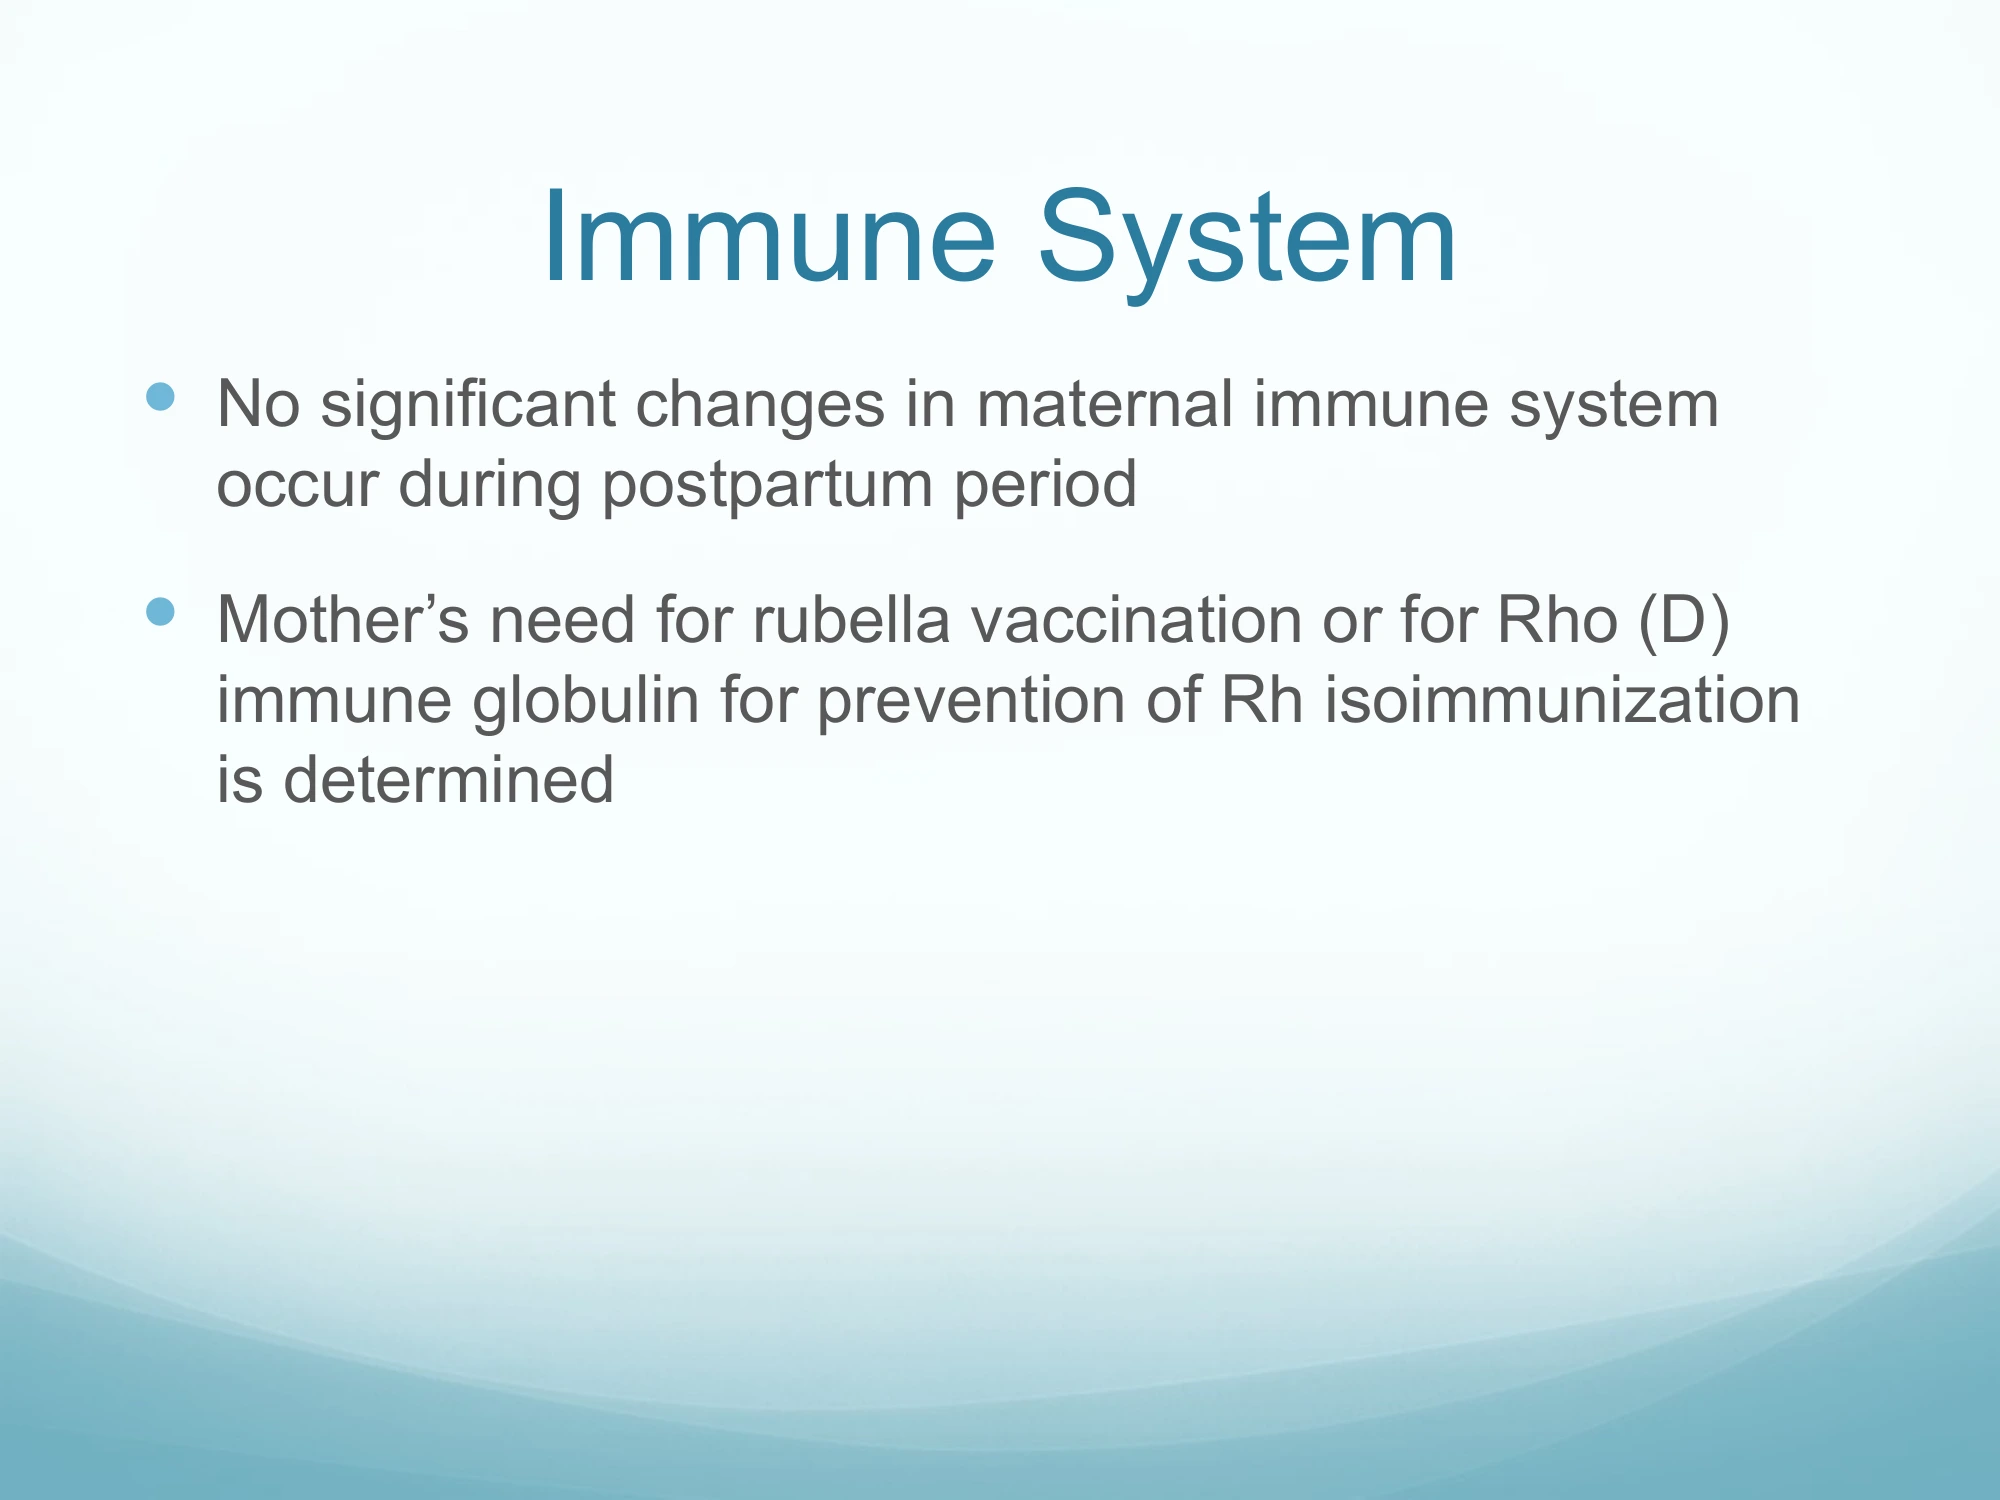 Immune System
• No significant changes in maternal immune system
occur during postpartum period
• Mother’s need for rubella vaccination or for Rho (D)
immune globulin for prevention of Rh isoimmunization
is determined